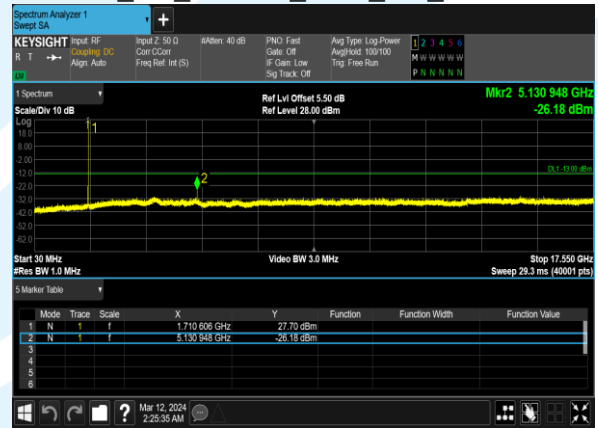 Spectrum Analyzer 1
Swept SA
KEYSIGHT Input: RF Input Z: 50 Ω #Atten: 40 dB PNO: Fast Avg Type: Log-Power 1 2 3 4 5 6
R T Coupling: DC Corr CCorr Gate: Off Avg|Hold: 100/100 M W W W W W
Align: Auto Freq Ref: Int (S) IF Gain: Low Trig: Free Run P N N N N N
LXI Sig Track: Off
1 Spectrum Ref Lvl Offset 5.50 dB Mkr2 5.130 948 GHz
Scale/Div 10 dB Ref Level 28.00 dBm -26.18 dBm
Log
18.0 1
8.00
-2.00
-12.0 DL1 -13.00 dBm
-22.0 2
-32.0
-42.0
-52.0
-62.0
Start 30 MHz Video BW 3.0 MHz Stop 17.550 GHz
#Res BW 1.0 MHz Sweep 29.3 ms (40001 pts)
5 Marker Table
Mode Trace Scale X Y Function Function Width Function Value
1 N 1 f 1.710 606 GHz 27.70 dBm
2 N 1 f 5.130 948 GHz -26.18 dBm
3
4
5
6
? Mar 12, 2024
2:25:35 AM